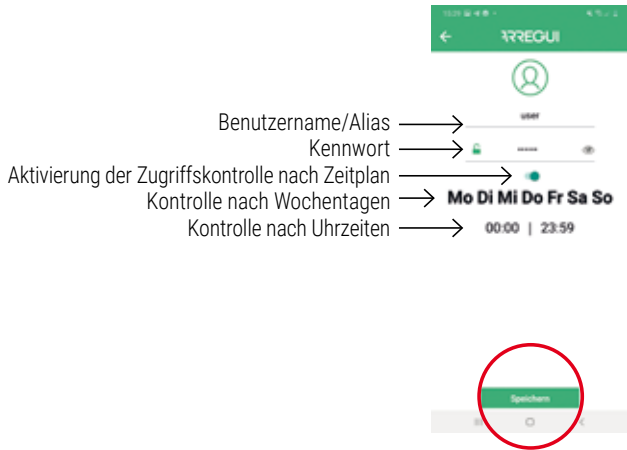 ARREGUI
user
Benutzername/Alias
Kennwort
Aktivierung der Zugriffskontrolle nach Zeitplan
Kontrolle nach Wochentagen
Mo Di Mi Do Fr Sa So
Kontrolle nach Uhrzeiten
00:00 | 23:59
Speichern